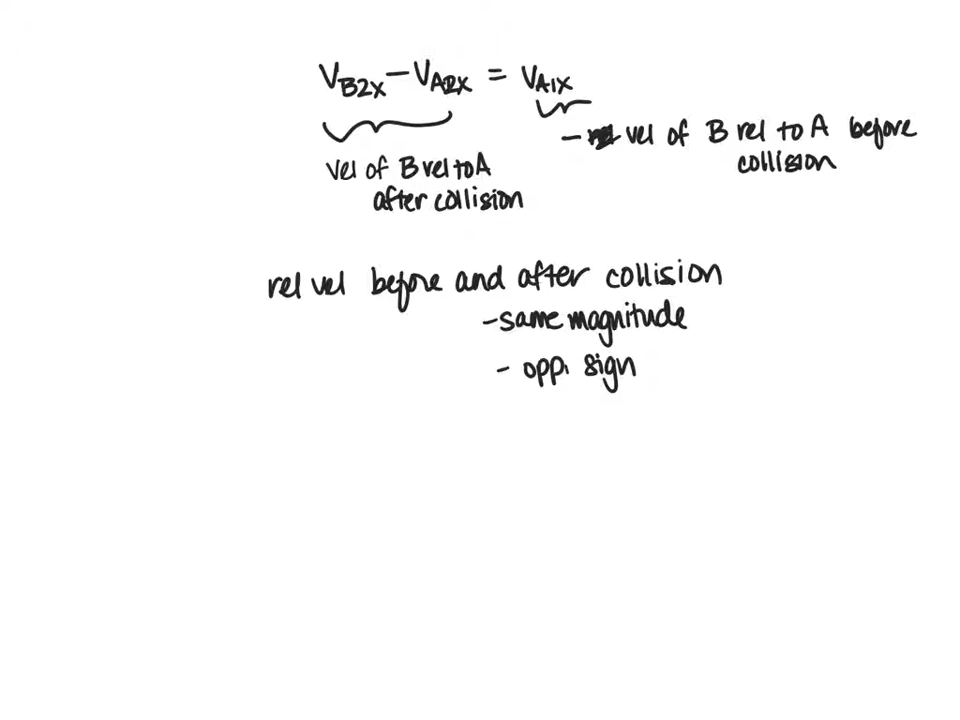 VB2x - VA2x = VA1x
- vel of B rel to A before
collision
vel of B rel to A
after collision
rel vel before and after collision
- same magnitude
- opp. sign